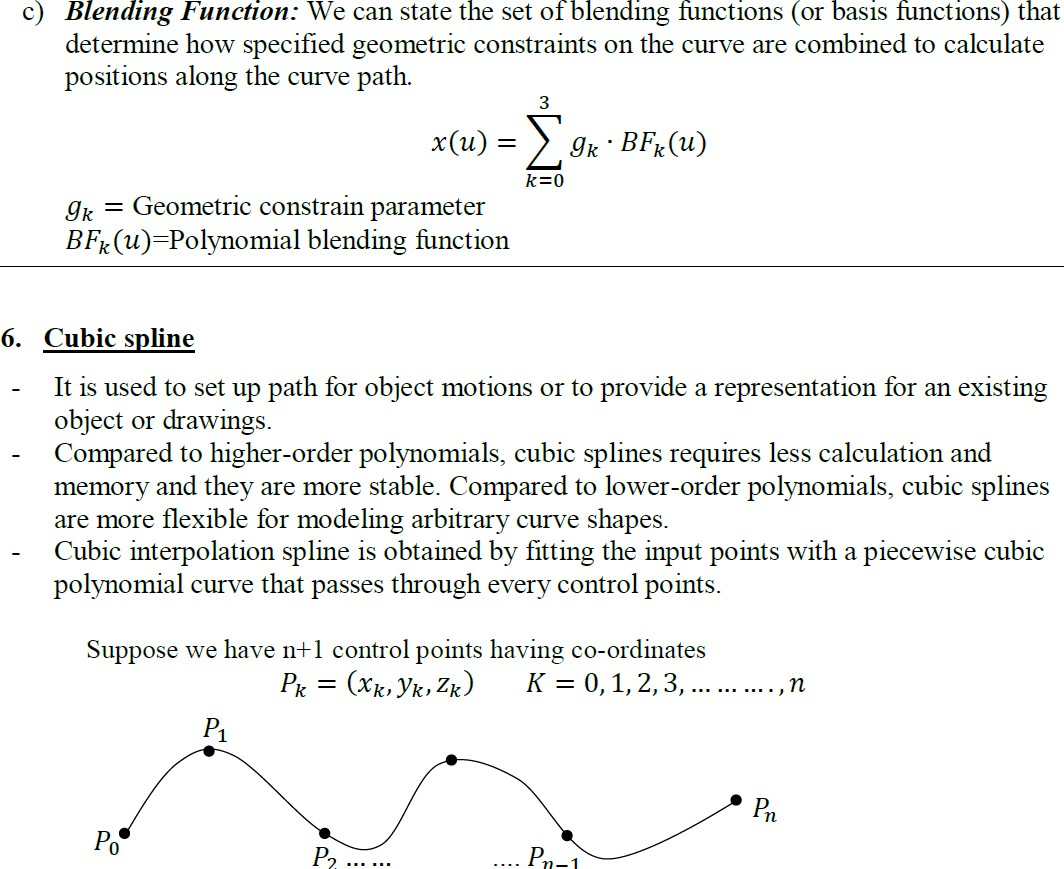 c) Blending Function: We can state the set of blending functions (or basis functions) that
determine how specified geometric constraints on the curve are combined to calculate
positions along the curve path.
x(u) = ∑_{k=0}^{3} g_k · BF_k(u)
g_k = Geometric constrain parameter
BF_k(u)=Polynomial blending function
6. Cubic spline
- It is used to set up path for object motions or to provide a representation for an existing
object or drawings.
- Compared to higher-order polynomials, cubic splines requires less calculation and
memory and they are more stable. Compared to lower-order polynomials, cubic splines
are more flexible for modeling arbitrary curve shapes.
- Cubic interpolation spline is obtained by fitting the input points with a piecewise cubic
polynomial curve that passes through every control points.
Suppose we have n+1 control points having co-ordinates
P_k = (x_k, y_k, z_k) K = 0, 1, 2, 3, … … … . , n
P_1
P_n
P_0
P_2 … … …. P_{n−1}